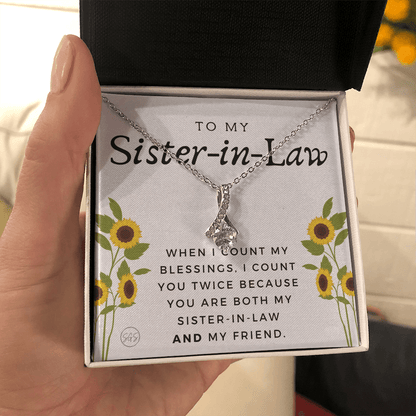 TO MY
Sister-in-Law
WHEN I COUNT MY
BLESSINGS, I COUNT
YOU TWICE BECAUSE
YOU ARE BOTH MY
SISTER-IN-LAW
AND MY FRIEND.